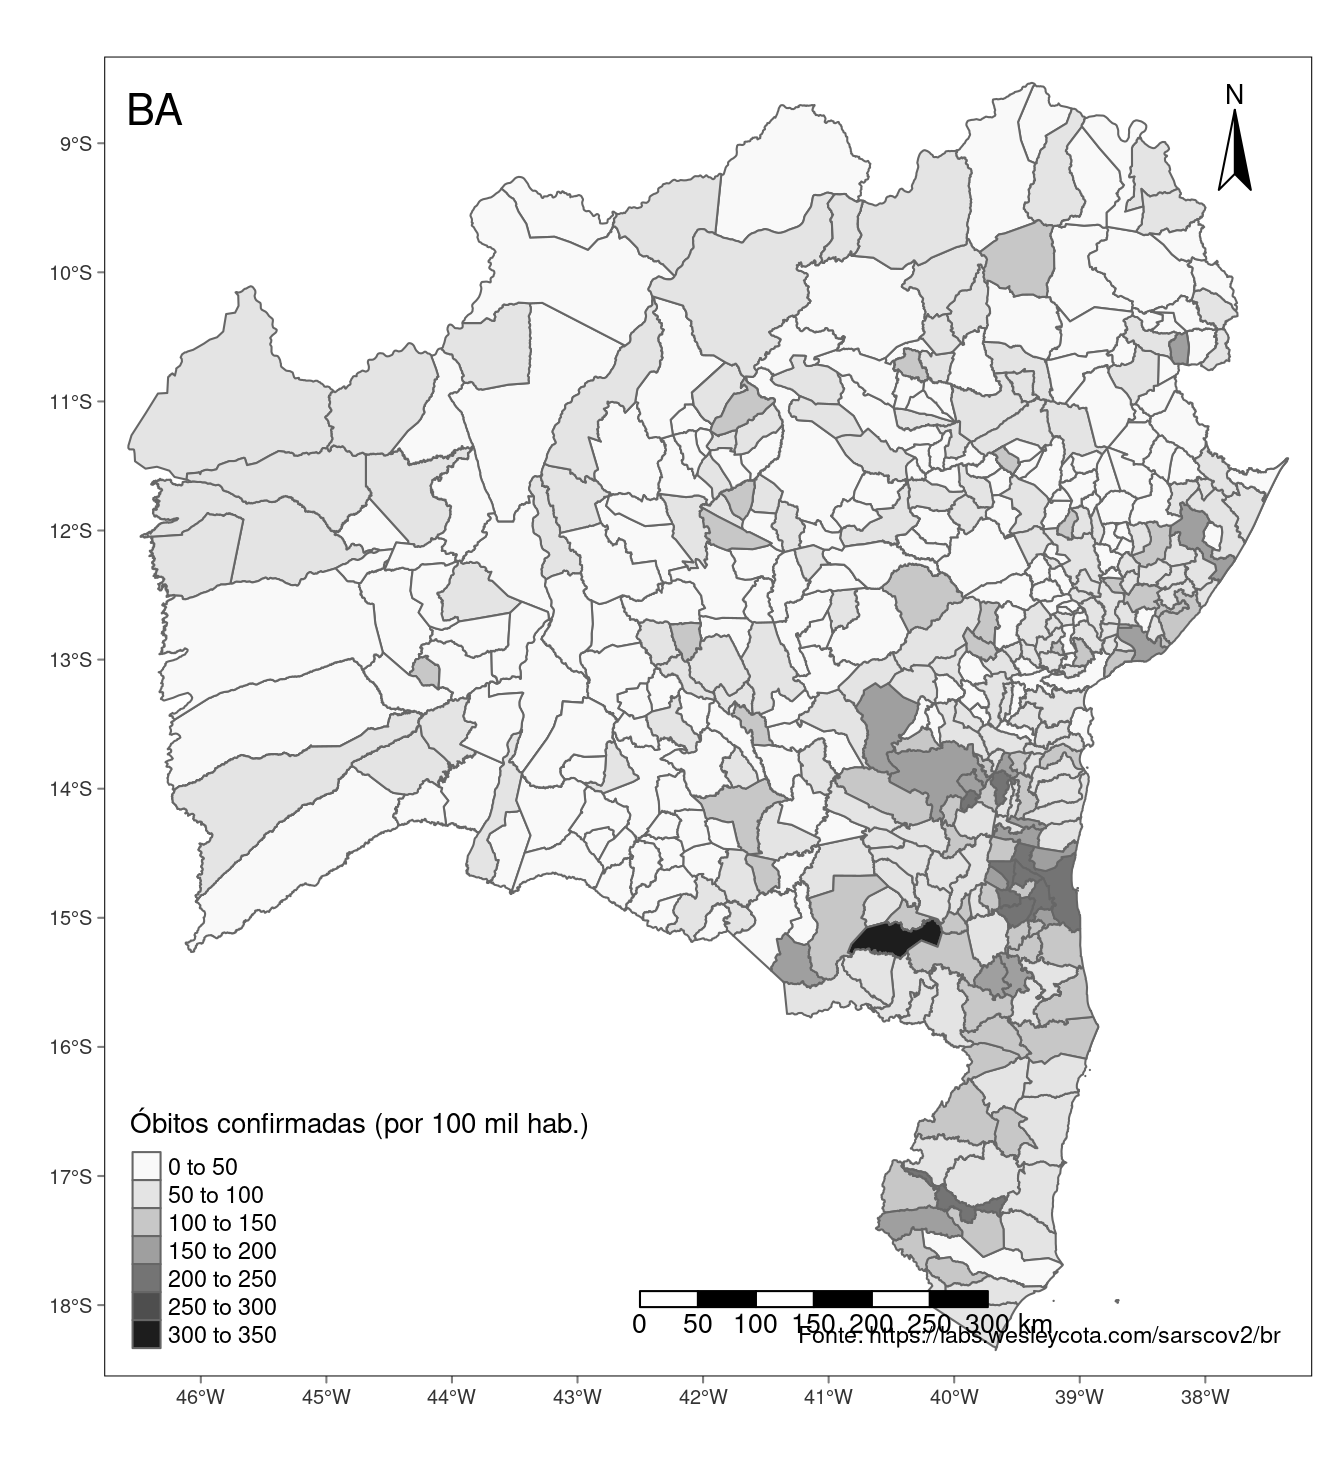 BA
N
9°S
10°S
11°S
12°S
13°S
14°S
15°S
16°S
17°S
18°S
Óbitos confirmadas (por 100 mil hab.)
0 to 50
50 to 100
100 to 150
150 to 200
200 to 250
250 to 300
300 to 350
0 50 100 150 200 250 300 km
Fonte: https://labs.wesleycota.com/sarscov2/br
46°W 45°W 44°W 43°W 42°W 41°W 40°W 39°W 38°W